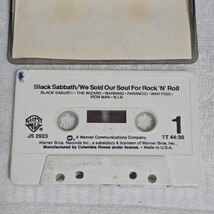 Black Sabbath/We Sold Our Soul For Rock 'N' Roll
BLACK SABBATH • THE WIZARD • WARNING • PARANOID • WAR PIGS •
IRON MAN • N.I.B.
1
JS 2923
A Warner Communications Company
TT 44:38
Warner Bros. Records Inc., a subsidiary & licensee of Warner Bros. Inc.
Manufactured by Columbia House under license.
Made in U.S.A.